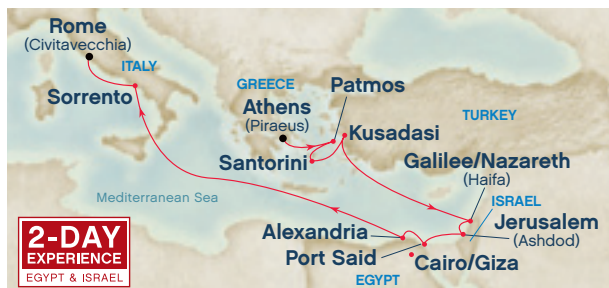 Rome
(Civitavecchia)
ITALY
Sorrento
GREECE
Athens
(Piraeus)
Patmos
Kusadasi
TURKEY
Santorini
Galilee/Nazareth
(Haifa)
ISRAEL
Mediterranean Sea
Jerusalem
(Ashdod)
Alexandria
Port Said
Cairo/Giza
EGYPT
2-DAY
EXPERIENCE
EGYPT & ISRAEL